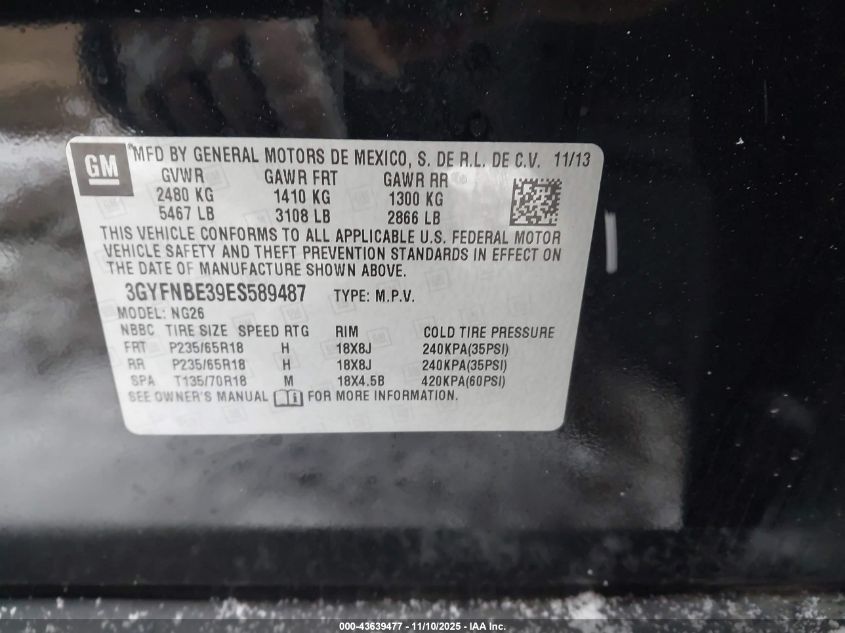 GM
MFD BY GENERAL MOTORS DE MEXICO, S. DE R.L. DE C.V. 11/13
GVWR GAWR FRT GAWR RR
2480 KG 1410 KG 1300 KG
5467 LB 3108 LB 2866 LB
THIS VEHICLE CONFORMS TO ALL APPLICABLE U.S. FEDERAL MOTOR
VEHICLE SAFETY AND THEFT PREVENTION STANDARDS IN EFFECT ON
THE DATE OF MANUFACTURE SHOWN ABOVE.
3GYFNBE39ES589487 TYPE: M.P.V.
MODEL: NG26
NBBC TIRE SIZE SPEED RTG RIM COLD TIRE PRESSURE
FRT P235/65R18 H 18X8J 240KPA(35PSI)
RR P235/65R18 H 18X8J 240KPA(35PSI)
SPA T135/70R18 M 18X4.5B 420KPA(60PSI)
SEE OWNER'S MANUAL FOR MORE INFORMATION.
000-43639477 - 11/10/2025 - IAA Inc.